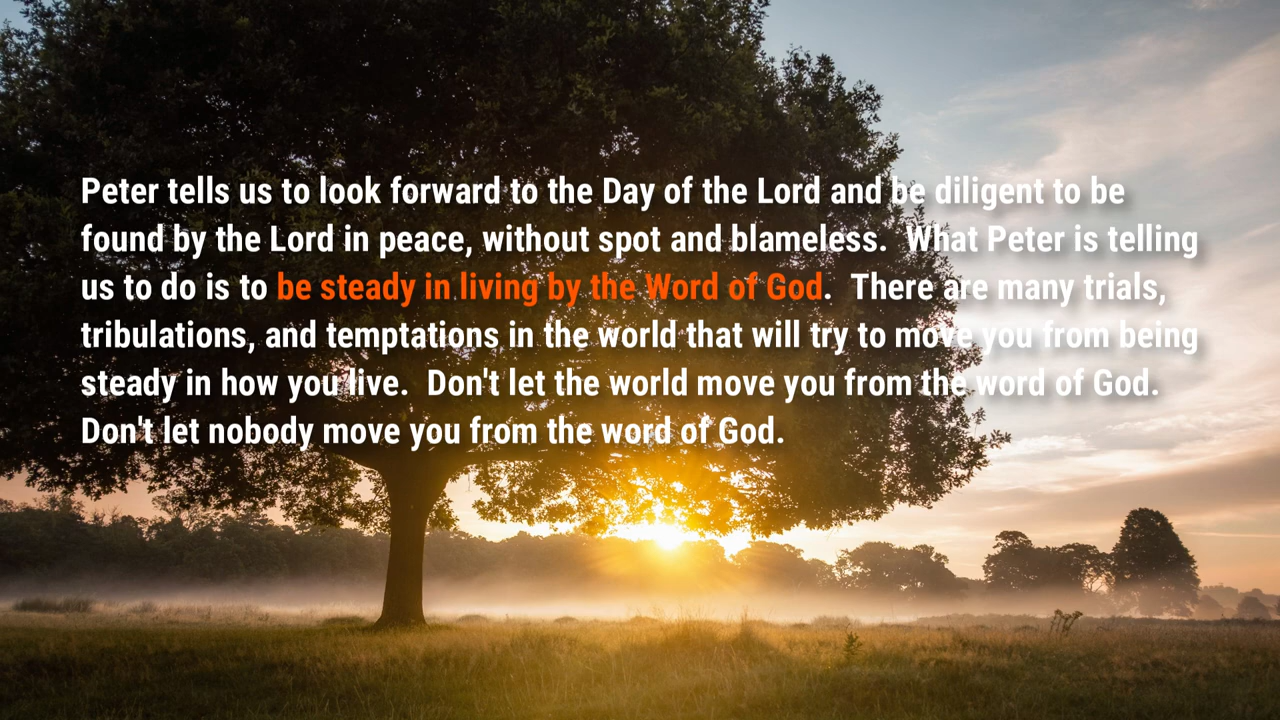 Peter tells us to look forward to the Day of the Lord and be diligent to be
found by the Lord in peace, without spot and blameless.  What Peter is telling
us to do is to be steady in living by the Word of God.  There are many trials,
tribulations, and temptations in the world that will try to move you from being
steady in how you live.  Don't let the world move you from the word of God.
Don't let nobody move you from the word of God.